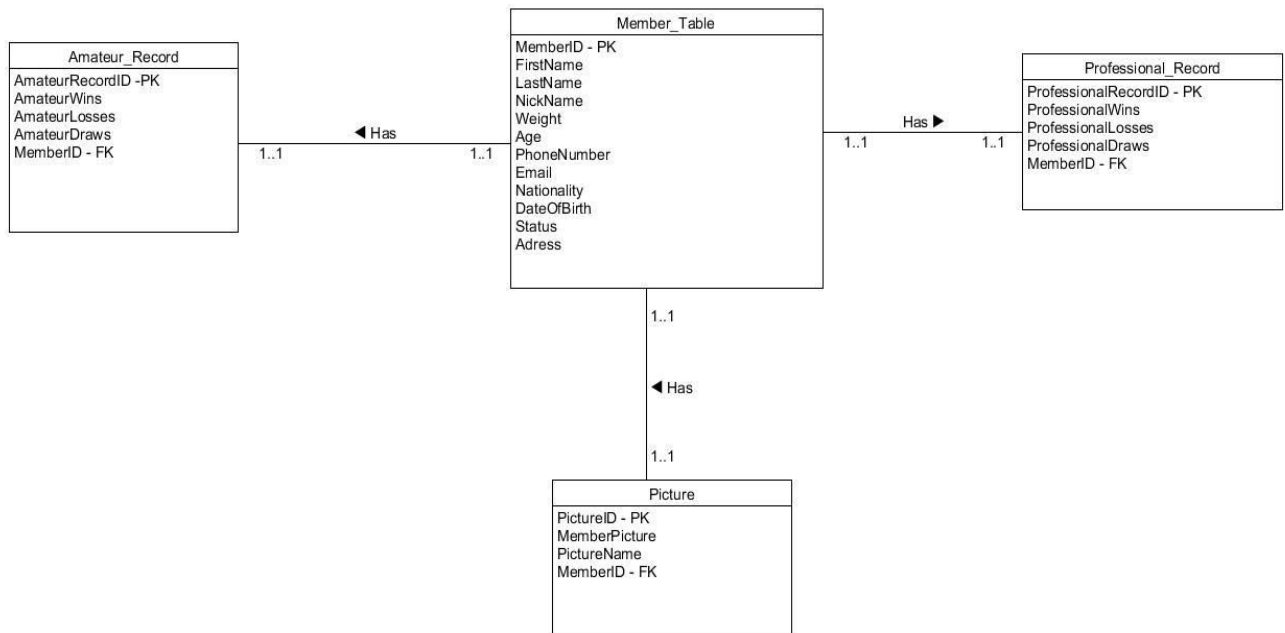 Member_Table
MemberID - PK
FirstName
LastName
NickName
Weight
Age
PhoneNumber
Email
Nationality
DateOfBirth
Status
Adress
Amateur_Record
AmateurRecordID -PK
AmateurWins
AmateurLosses
AmateurDraws
MemberID - FK
◀ Has
1..1
1..1
Professional_Record
ProfessionalRecordID - PK
ProfessionalWins
ProfessionalLosses
ProfessionalDraws
MemberID - FK
Has ▶
1..1
1..1
1..1
◀ Has
1..1
Picture
PictureID - PK
MemberPicture
PictureName
MemberID - FK